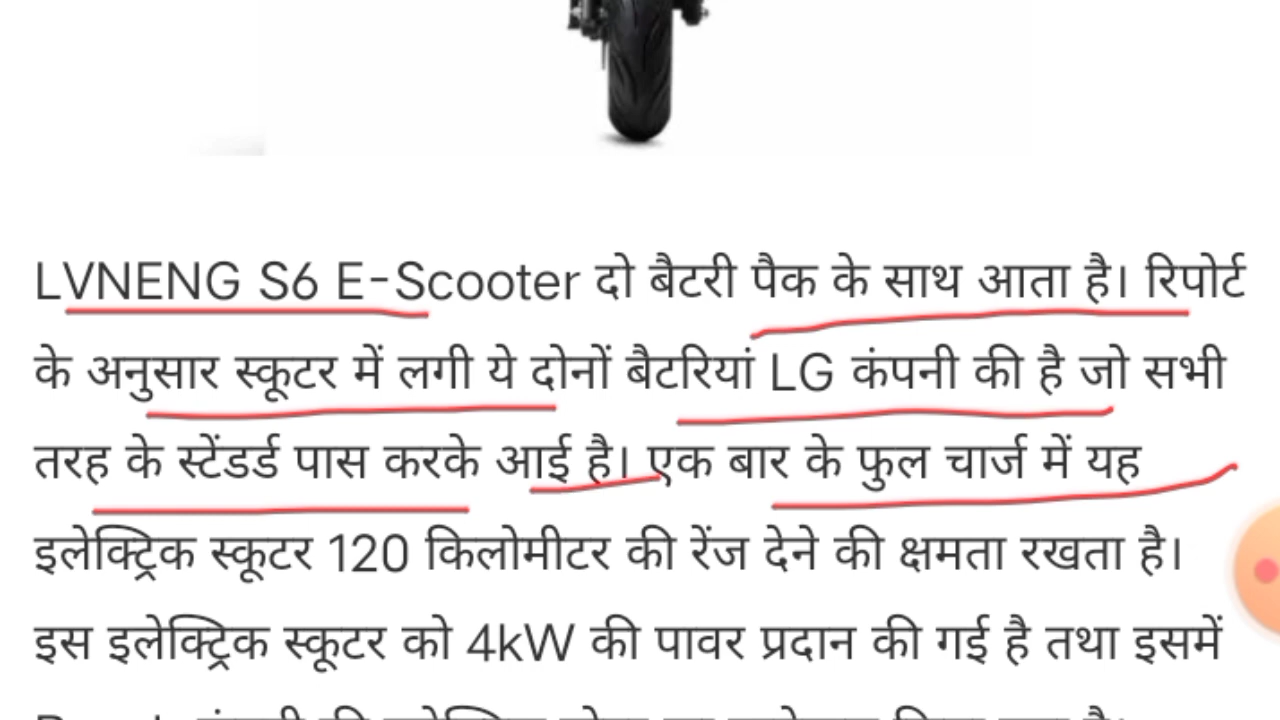 LVNENG S6 E-Scooter दो बैटरी पैक के साथ आता है। रिपोर्ट
के अनुसार स्कूटर में लगी ये दोनों बैटरियां LG कंपनी की है जो सभी
तरह के स्टेंडर्ड पास करके आई है। एक बार के फुल चार्ज में यह
इलेक्ट्रिक स्कूटर 120 किलोमीटर की रेंज देने की क्षमता रखता है।
इस इलेक्ट्रिक स्कूटर को 4kW की पावर प्रदान की गई है तथा इसमें